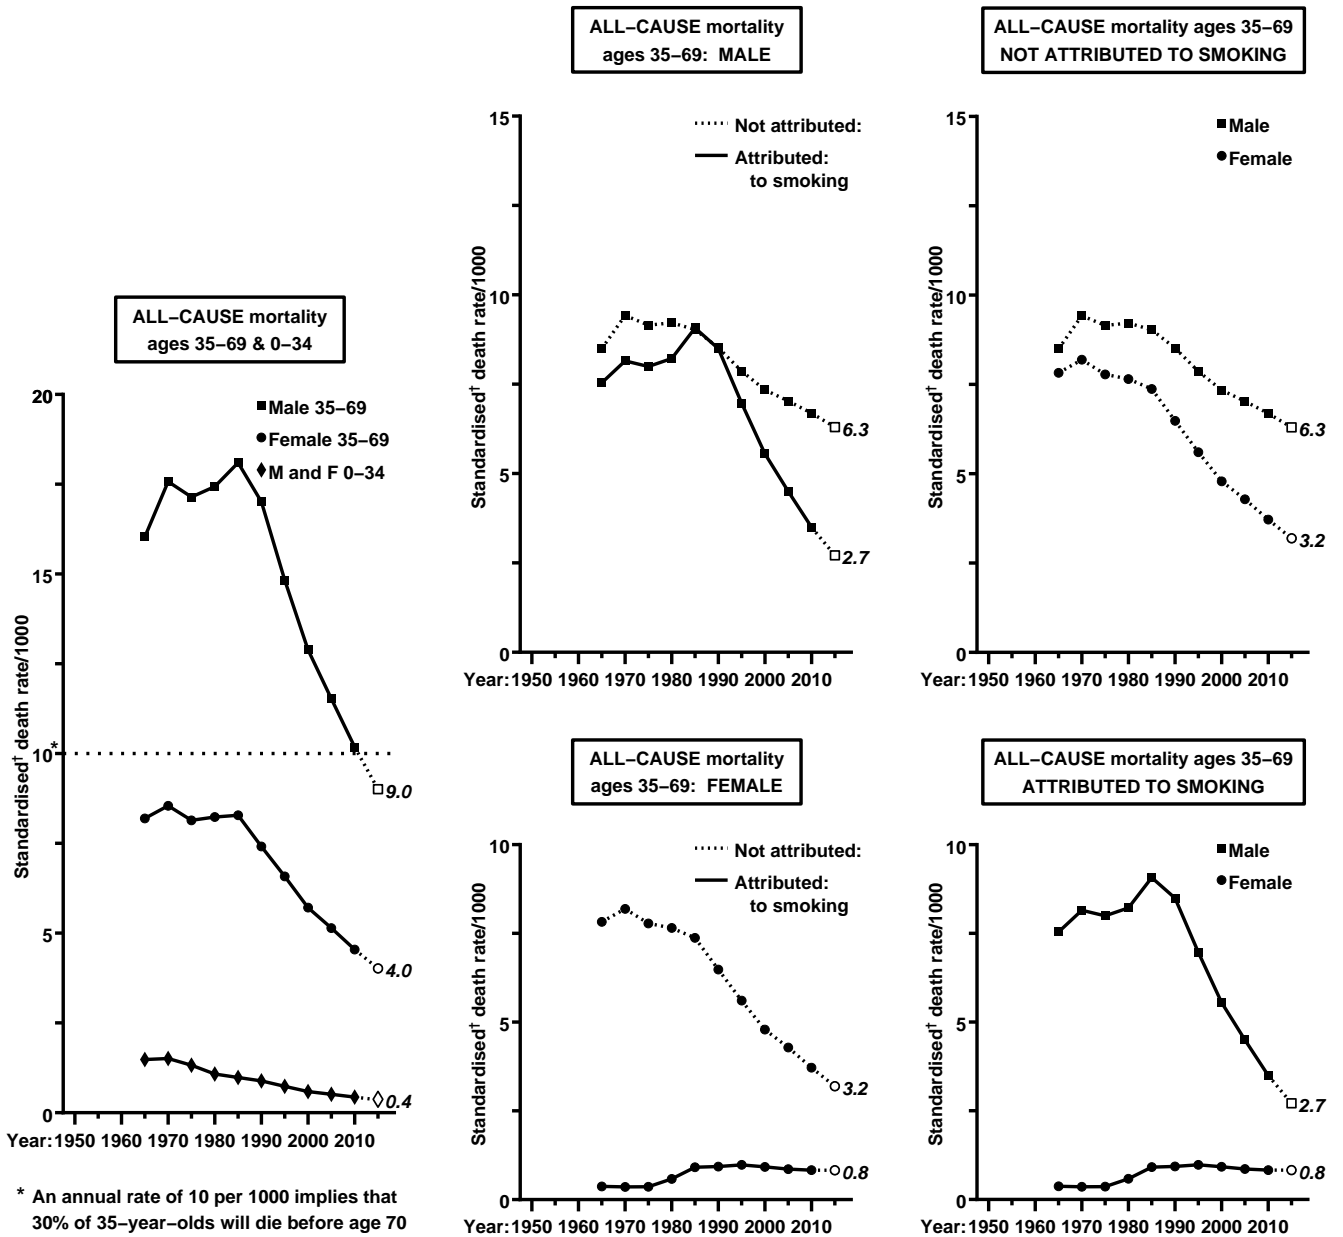 ALL−CAUSE mortality
ages 35−69 & 0−34
Standardised† death rate/1000
20
15
10
*
5
0
Male 35−69
Female 35−69
M and F 0−34
9.0
4.0
0.4
Year: 1950 1960 1970 1980 1990 2000 2010
* An annual rate of 10 per 1000 implies that
30% of 35−year−olds will die before age 70
ALL−CAUSE mortality
ages 35−69: MALE
Standardised† death rate/1000
15
10
5
0
Not attributed:
Attributed:
to smoking
6.3
2.7
Year: 1950 1960 1970 1980 1990 2000 2010
ALL−CAUSE mortality ages 35−69
NOT ATTRIBUTED TO SMOKING
Standardised† death rate/1000
15
10
5
0
Male
Female
6.3
3.2
Year: 1950 1960 1970 1980 1990 2000 2010
ALL−CAUSE mortality
ages 35−69: FEMALE
Standardised† death rate/1000
10
5
0
Not attributed:
Attributed:
to smoking
3.2
0.8
Year: 1950 1960 1970 1980 1990 2000 2010
ALL−CAUSE mortality ages 35−69
ATTRIBUTED TO SMOKING
Standardised† death rate/1000
10
5
0
Male
Female
2.7
0.8
Year: 1950 1960 1970 1980 1990 2000 2010